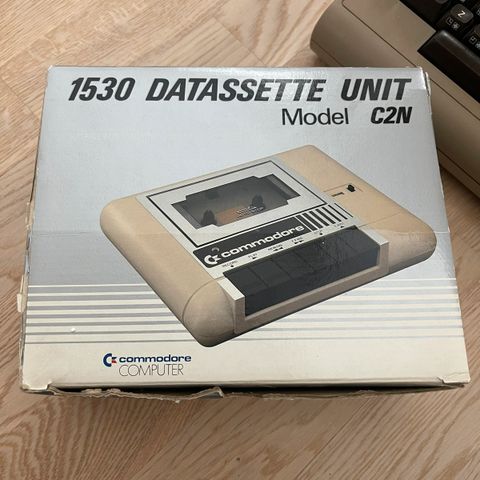 1530 DATASSETTE UNIT
Model C2N
commodore
commodore
COMPUTER
Z